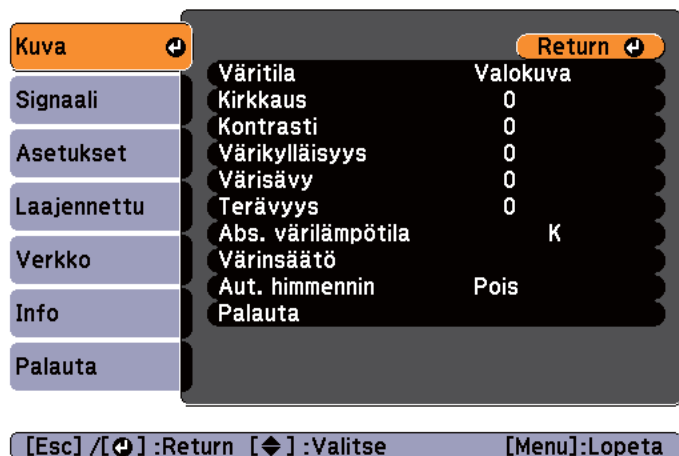 Kuva
Signaali
Asetukset
Laajennettu
Verkko
Info
Palauta
Return
Väritila Valokuva
Kirkkaus 0
Kontrasti 0
Värikylläisyys 0
Värisävy 0
Terävyys 0
Abs. värilämpötila K
Värinsäätö
Aut. himmennin Pois
Palauta
[Esc] /[ ] :Return [ ] :Valitse [Menu]:Lopeta